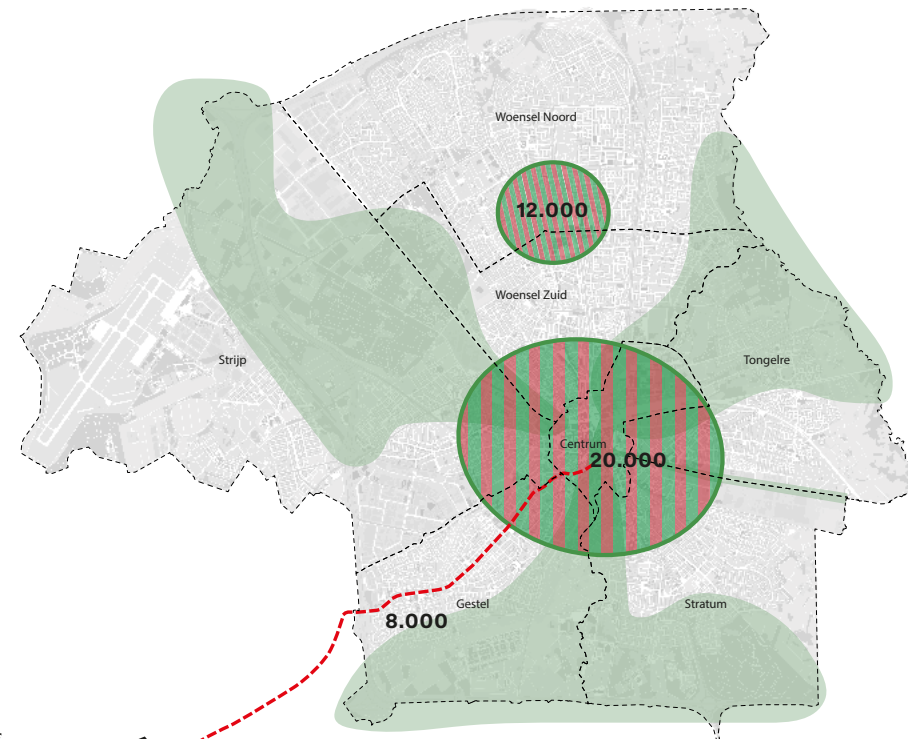 Woensel Noord
12.000
Woensel Zuid
Strijp
Tongelre
Centrum
20.000
Gestel
Stratum
8.000